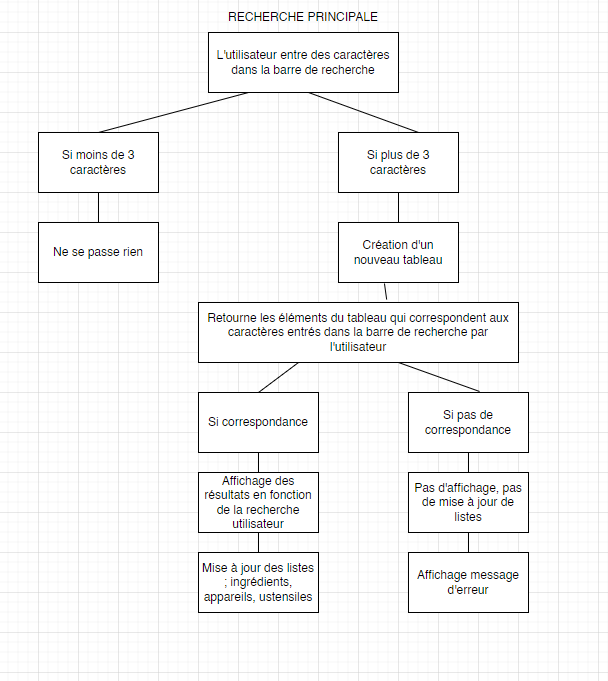 RECHERCHE PRINCIPALE
L'utilisateur entre des caractères
dans la barre de recherche
Si moins de 3
caractères
Si plus de 3
caractères
Ne se passe rien
Création d'un
nouveau tableau
Retourne les éléments du tableau qui correspondent aux
caractères entrés dans la barre de recherche par
l'utilisateur
Si correspondance
Si pas de
correspondance
Affichage des
résultats en fonction
de la recherche
utilisateur
Pas d'affichage, pas
de mise à jour de
listes
Mise à jour des listes
; ingrédients,
appareils, ustensiles
Affichage message
d'erreur